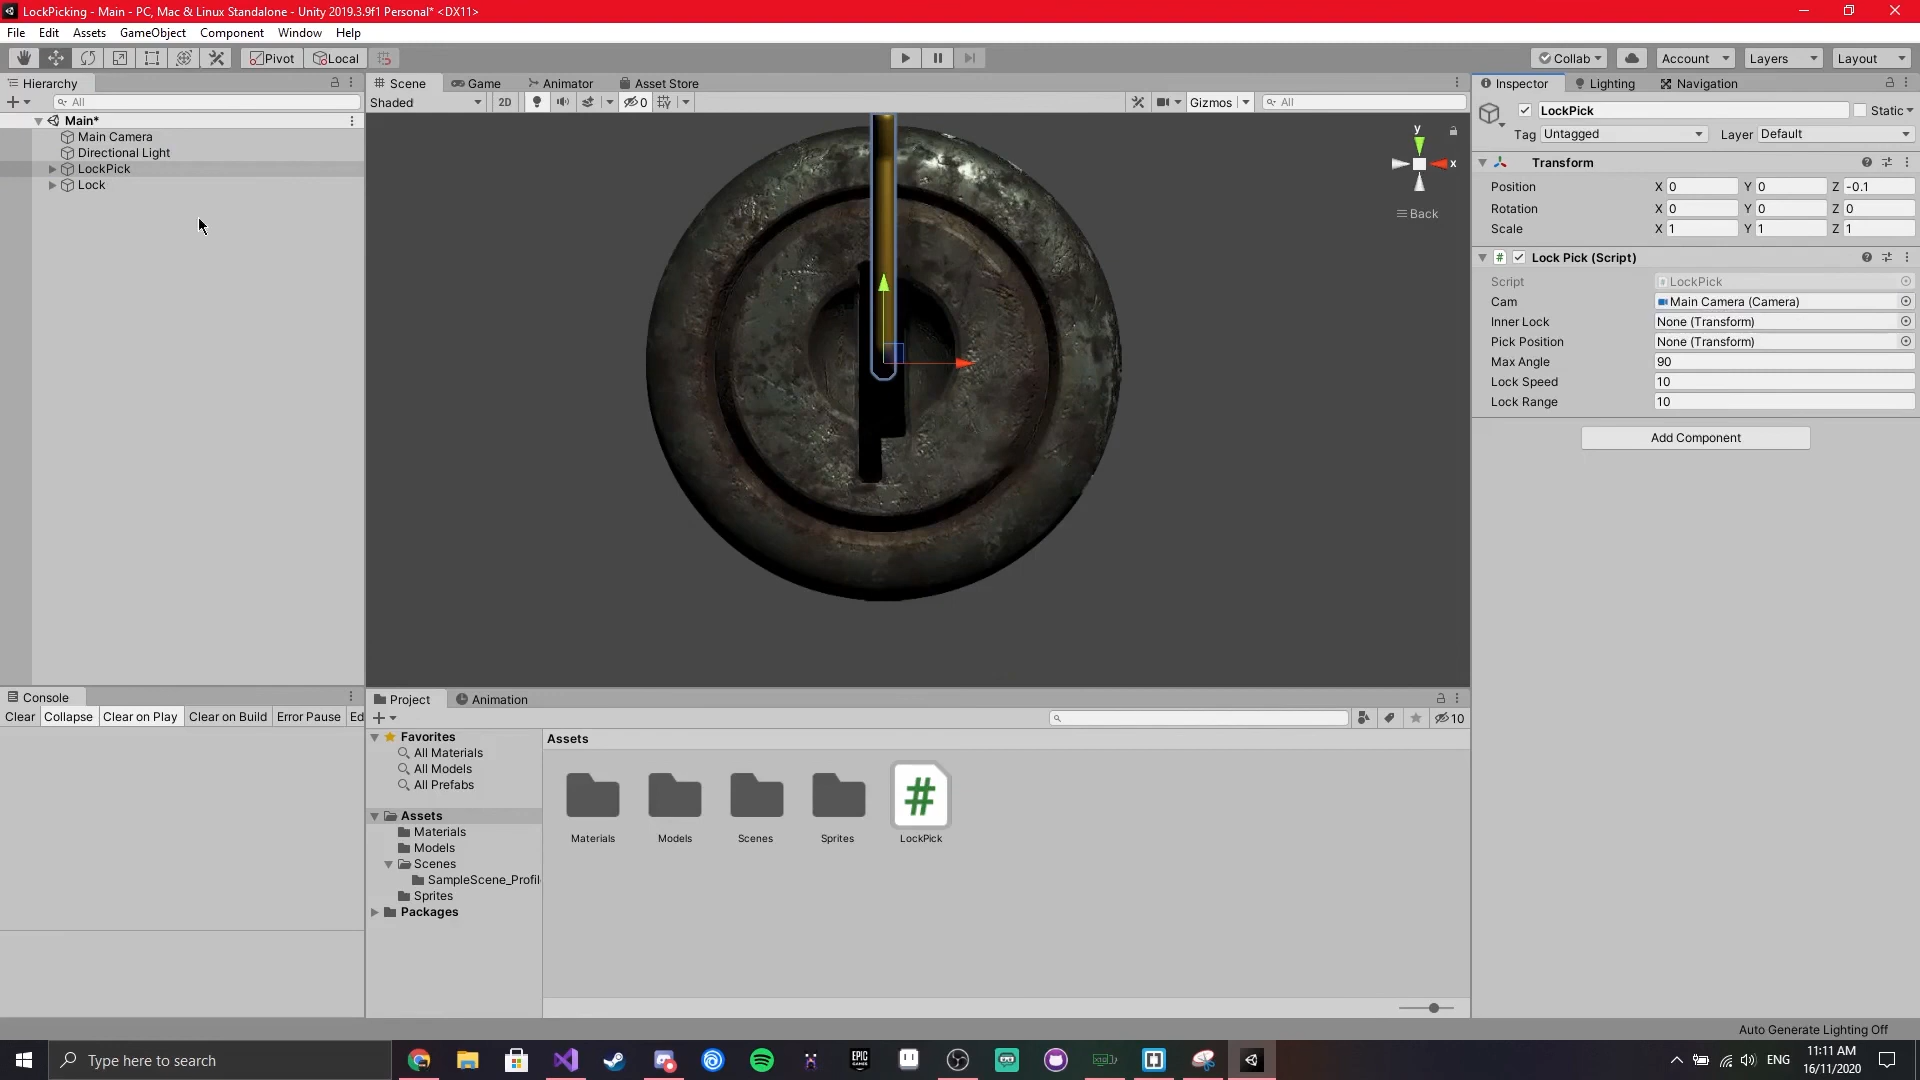 LockPicking - Main - PC, Mac & Linux Standalone - Unity 2019.3.9f1 Personal* <DX11>
File Edit Assets GameObject Component Window Help
Pivot Local Collab Account Layers Layout
Hierarchy
All
Main*
Main Camera
Directional Light
LockPick
Lock
Scene Game Animator Asset Store
Shaded 2D 0 Gizmos All
y
x
Back
Inspector Lighting Navigation
LockPick Static
Tag Untagged Layer Default
Transform
Position X 0 Y 0 Z -0.1
Rotation X 0 Y 0 Z 0
Scale X 1 Y 1 Z 1
# Lock Pick (Script)
Script LockPick
Cam Main Camera (Camera)
Inner Lock None (Transform)
Pick Position None (Transform)
Max Angle 90
Lock Speed 10
Lock Range 10
Add Component
Console
Clear Collapse Clear on Play Clear on Build Error Pause Ed
Project Animation
10
Favorites
All Materials
All Models
All Prefabs
Assets
Materials
Models
Scenes
SampleScene_Profil
Sprites
Packages
Assets
#
Materials Models Scenes Sprites LockPick
Auto Generate Lighting Off
Type here to search
EPIC GAMES
ENG
11:11 AM
16/11/2020